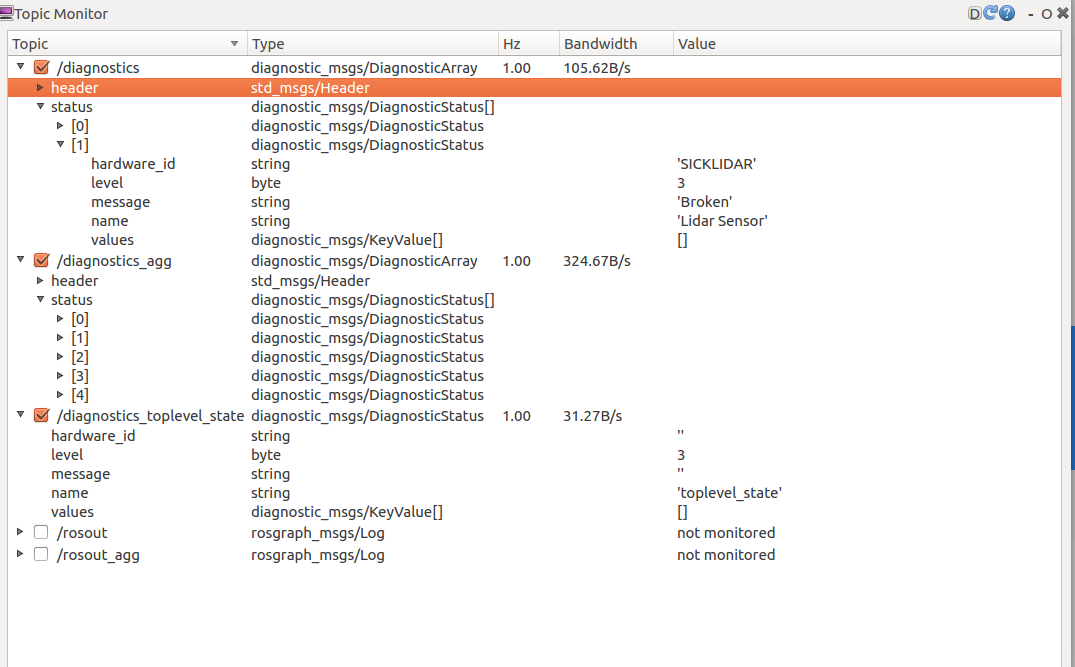 Topic Monitor D ? - O
Topic Type Hz Bandwidth Value
/diagnostics diagnostic_msgs/DiagnosticArray 1.00 105.62B/s
header std_msgs/Header
status diagnostic_msgs/DiagnosticStatus[]
[0] diagnostic_msgs/DiagnosticStatus
[1] diagnostic_msgs/DiagnosticStatus
hardware_id string 'SICKLIDAR'
level byte 3
message string 'Broken'
name string 'Lidar Sensor'
values diagnostic_msgs/KeyValue[] []
/diagnostics_agg diagnostic_msgs/DiagnosticArray 1.00 324.67B/s
header std_msgs/Header
status diagnostic_msgs/DiagnosticStatus[]
[0] diagnostic_msgs/DiagnosticStatus
[1] diagnostic_msgs/DiagnosticStatus
[2] diagnostic_msgs/DiagnosticStatus
[3] diagnostic_msgs/DiagnosticStatus
[4] diagnostic_msgs/DiagnosticStatus
/diagnostics_toplevel_state diagnostic_msgs/DiagnosticStatus 1.00 31.27B/s
hardware_id string ''
level byte 3
message string ''
name string 'toplevel_state'
values diagnostic_msgs/KeyValue[] []
/rosout rosgraph_msgs/Log not monitored
/rosout_agg rosgraph_msgs/Log not monitored